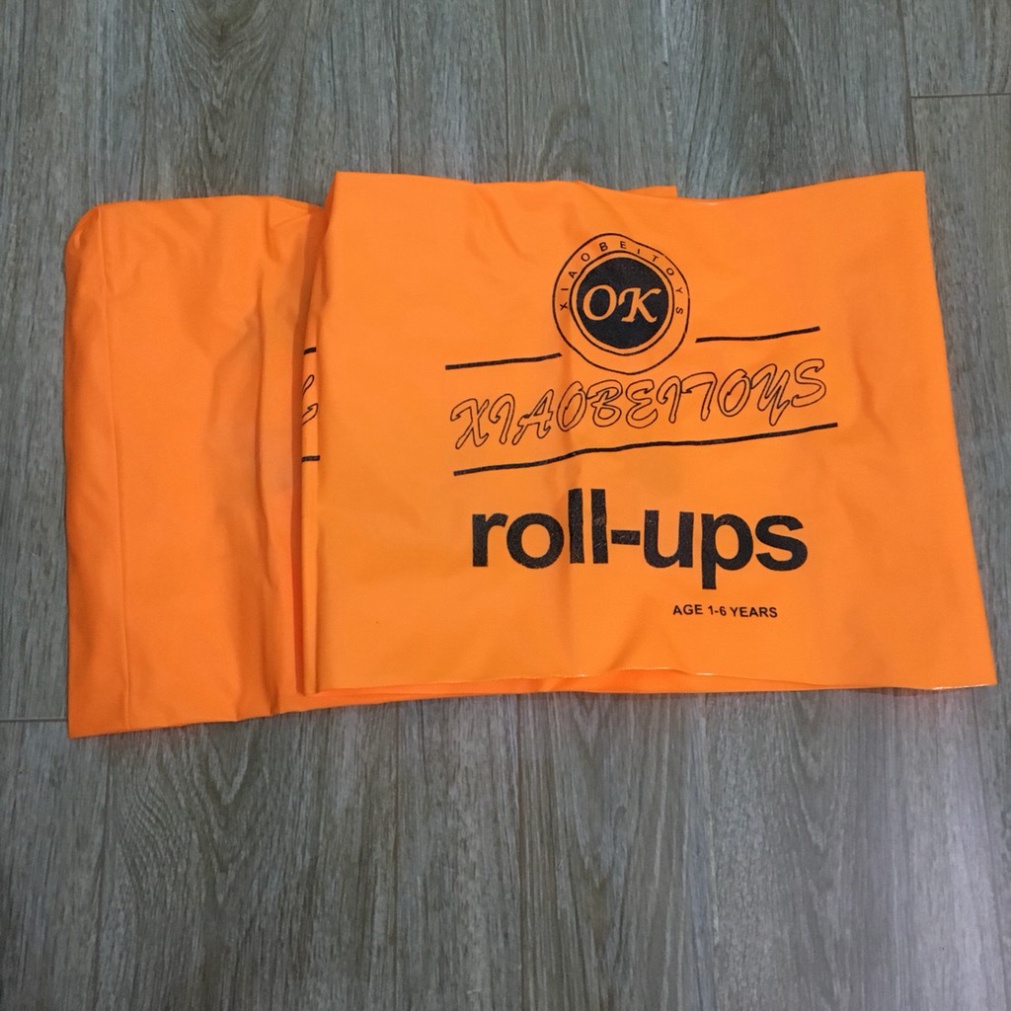 XIAOBEITOYS
OK
XIAOBEITOYS
roll-ups
AGE 1-6 YEARS